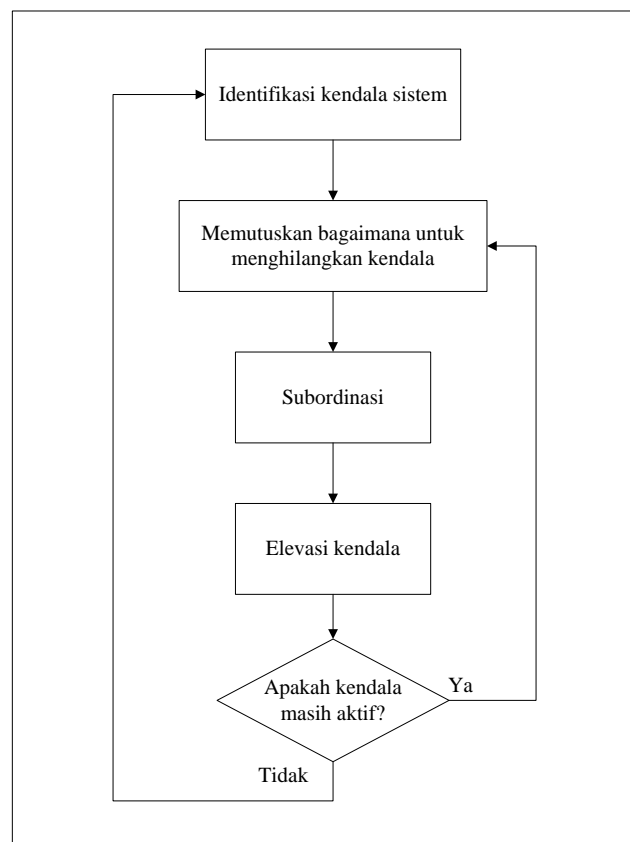 Identifikasi kendala sistem
Memutuskan bagaimana untuk
menghilangkan kendala
Subordinasi
Elevasi kendala
Apakah kendala
masih aktif?
Ya
Tidak